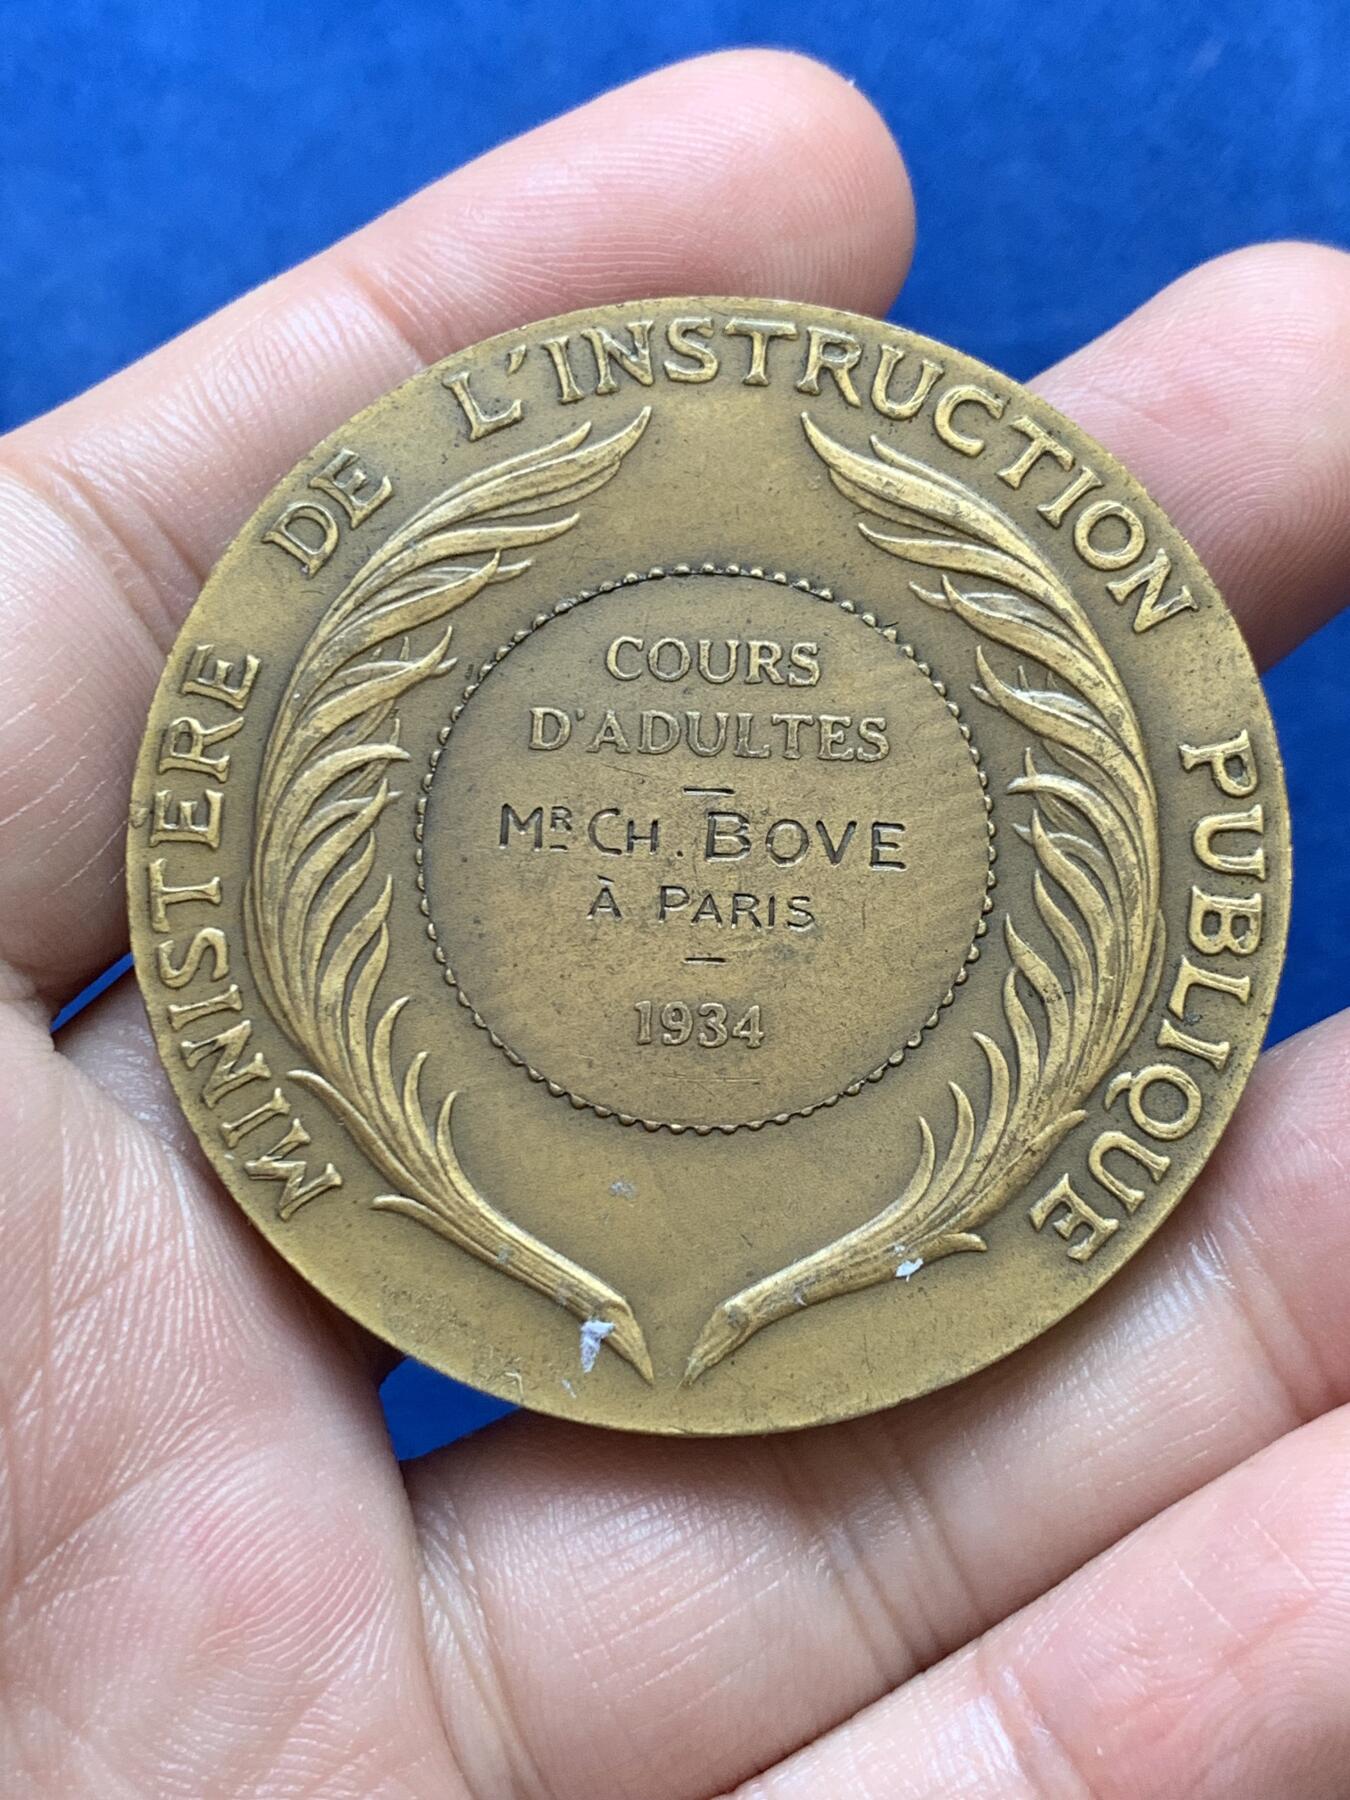 MINISTÈRE DE L'INSTRUCTION PUBLIQUE
COURS
D'ADULTES
MR CH. BOVE
À PARIS
1934